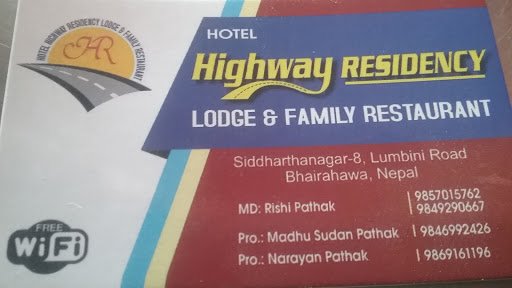 HOTEL HIGHWAY RESIDENCY LODGE & FAMILY RESTAURANT
HR
HOTEL
Highway RESIDENCY
LODGE & FAMILY RESTAURANT
Siddharthanagar-8, Lumbini Road
Bhairahawa, Nepal
MD: Rishi Pathak | 9857015762
| 9849290667
Pro.: Madhu Sudan Pathak | 9846992426
Pro.: Narayan Pathak | 9869161196
FREE
WiFi